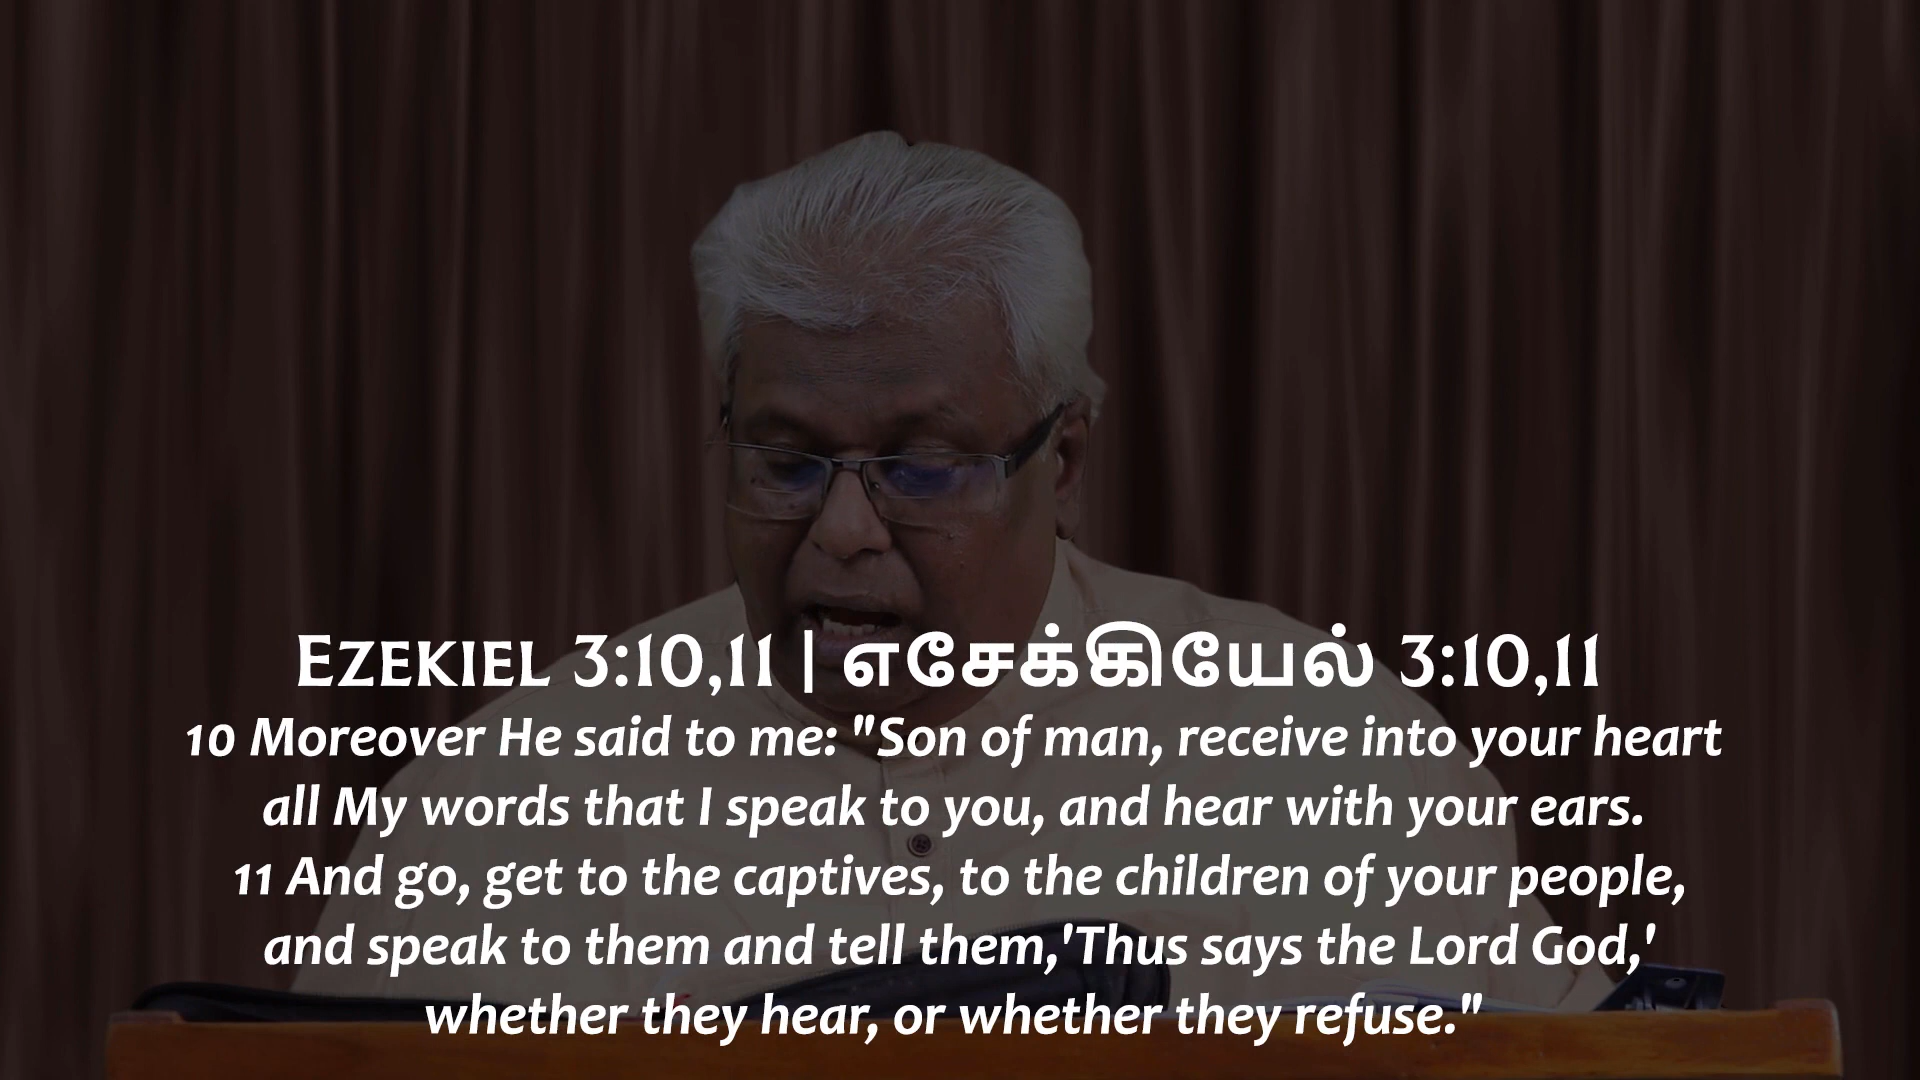 EZEKIEL 3:10,11 | எசேக்கியேல் 3:10,11
10 Moreover He said to me: "Son of man, receive into your heart
all My words that I speak to you, and hear with your ears.
11 And go, get to the captives, to the children of your people,
and speak to them and tell them,'Thus says the Lord God,'
whether they hear, or whether they refuse."